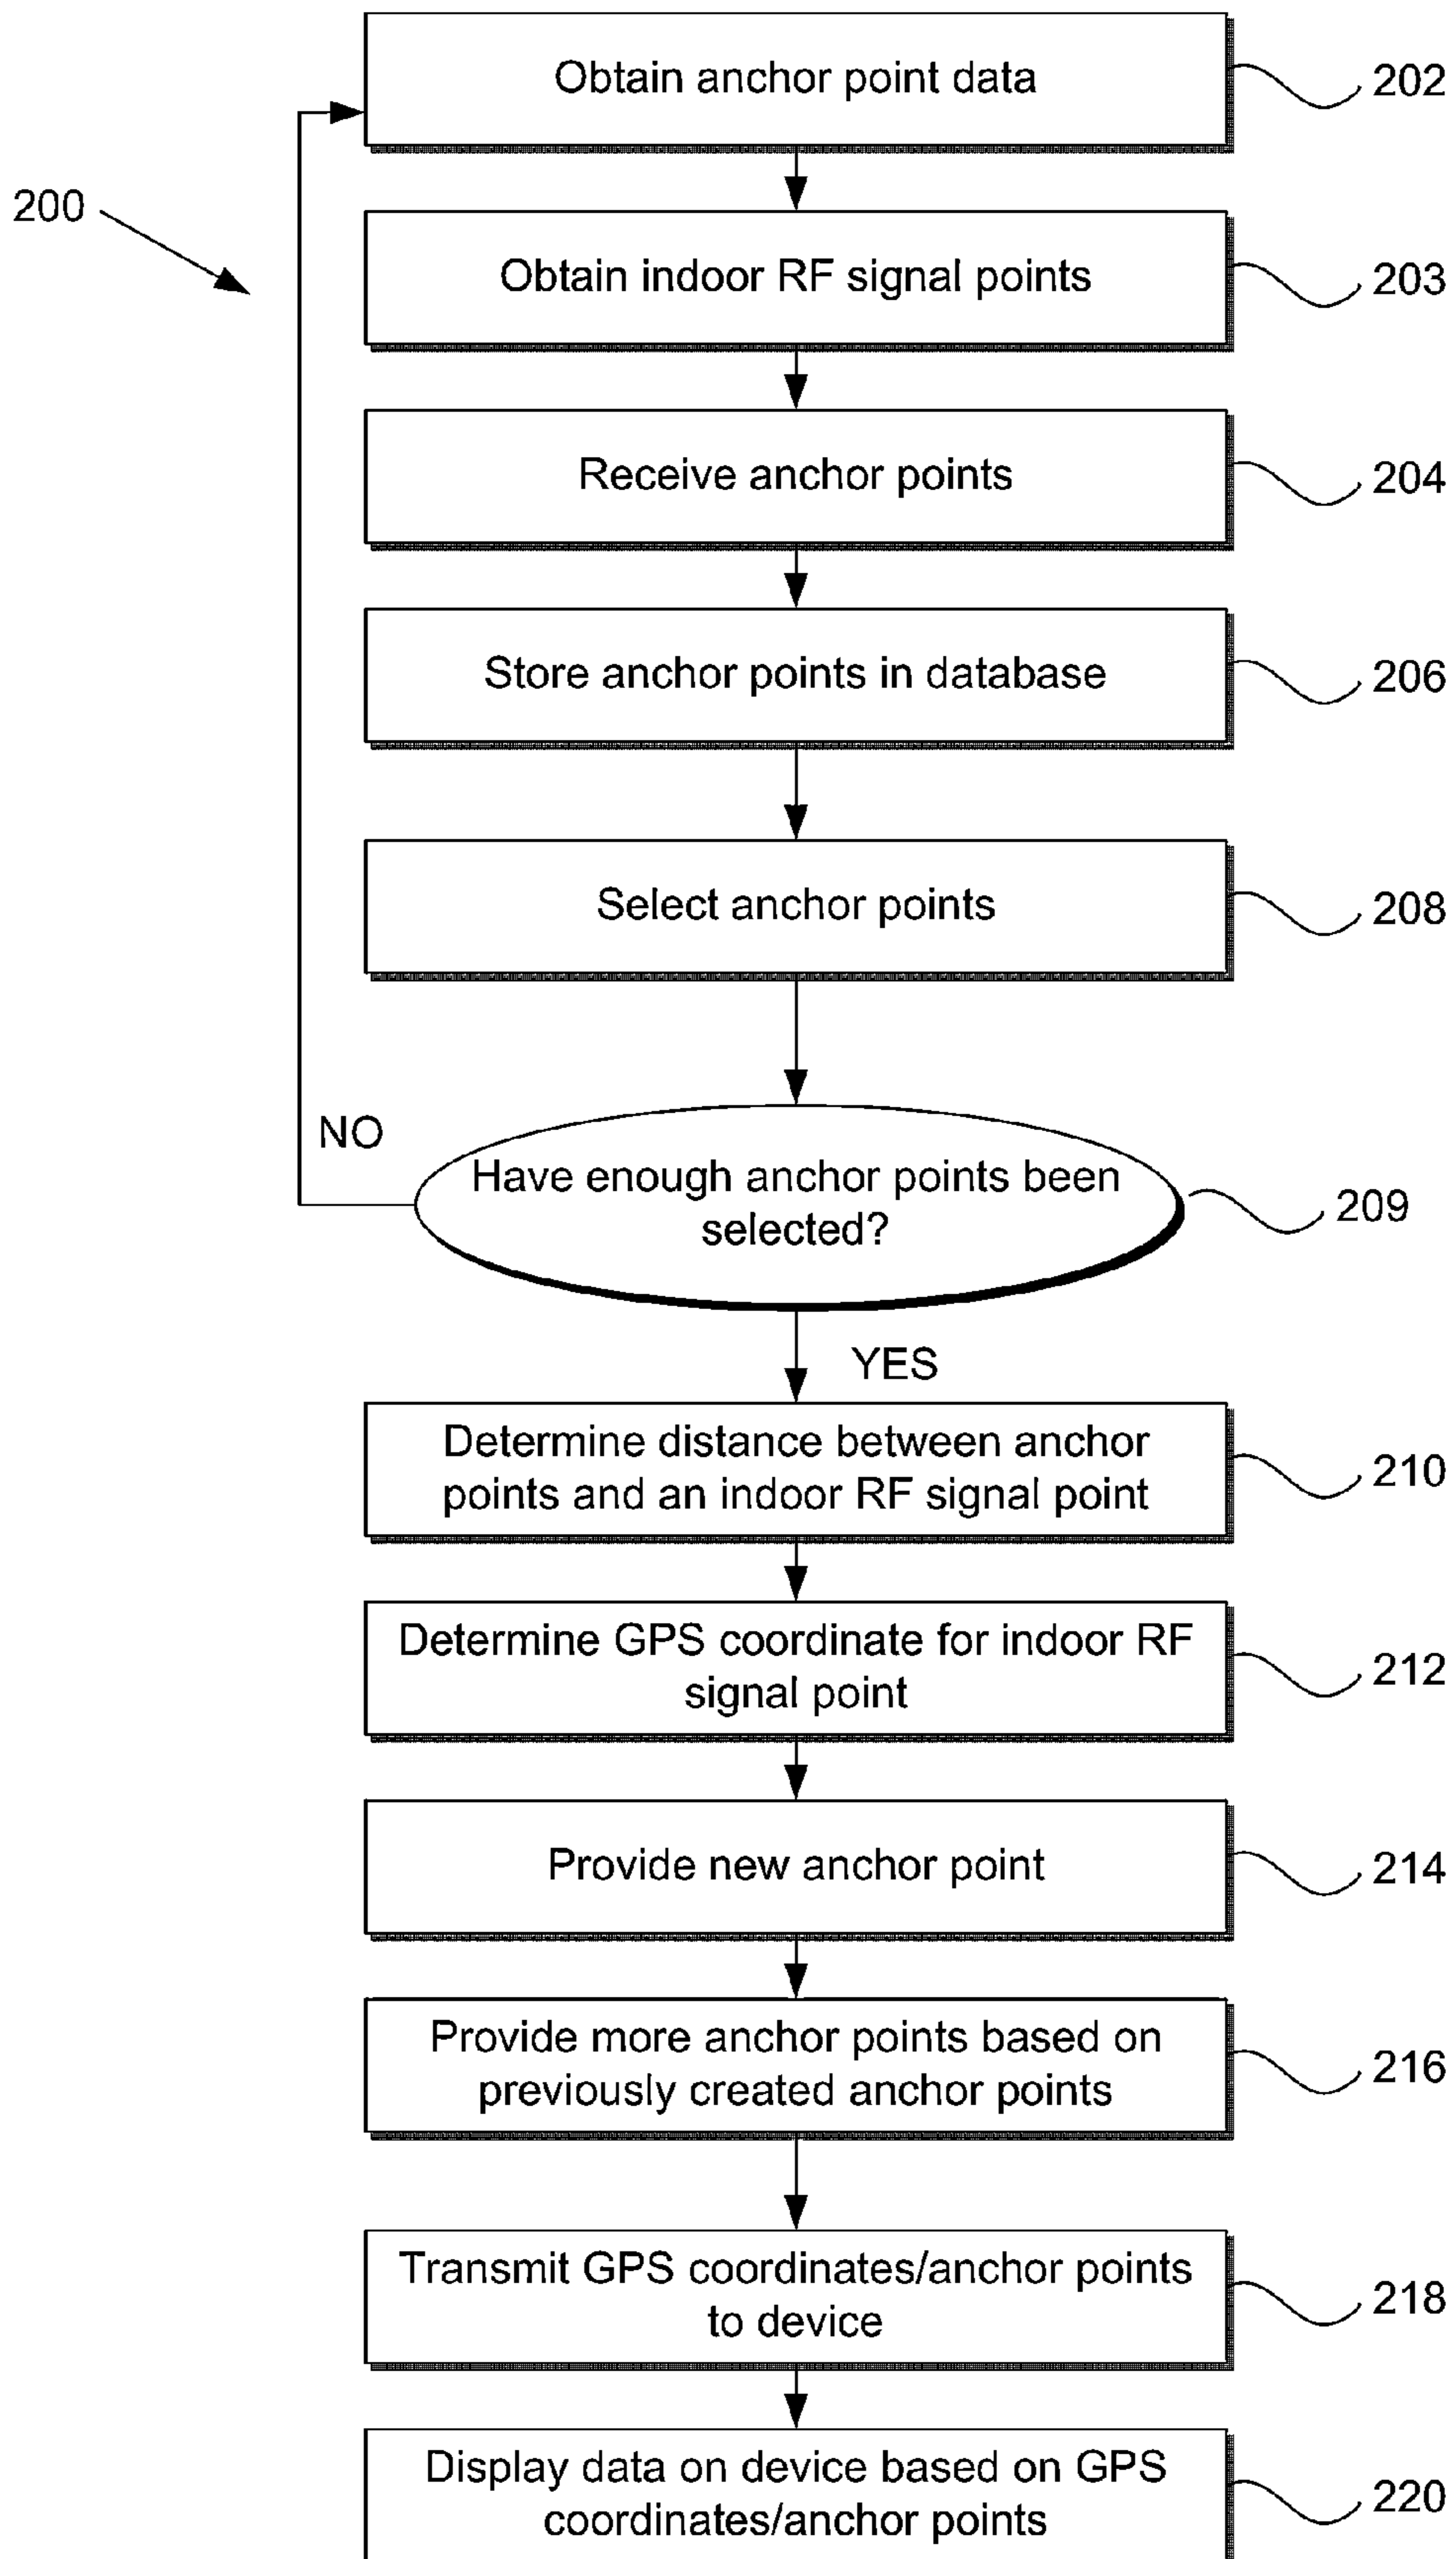 Obtain anchor point data
202
200
Obtain indoor RF signal points
203
Receive anchor points
204
Store anchor points in database
206
Select anchor points
208
NO
Have enough anchor points been
selected?
209
YES
Determine distance between anchor
points and an indoor RF signal point
210
Determine GPS coordinate for indoor RF
signal point
212
Provide new anchor point
214
Provide more anchor points based on
previously created anchor points
216
Transmit GPS coordinates/anchor points
to device
218
Display data on device based on GPS
coordinates/anchor points
220